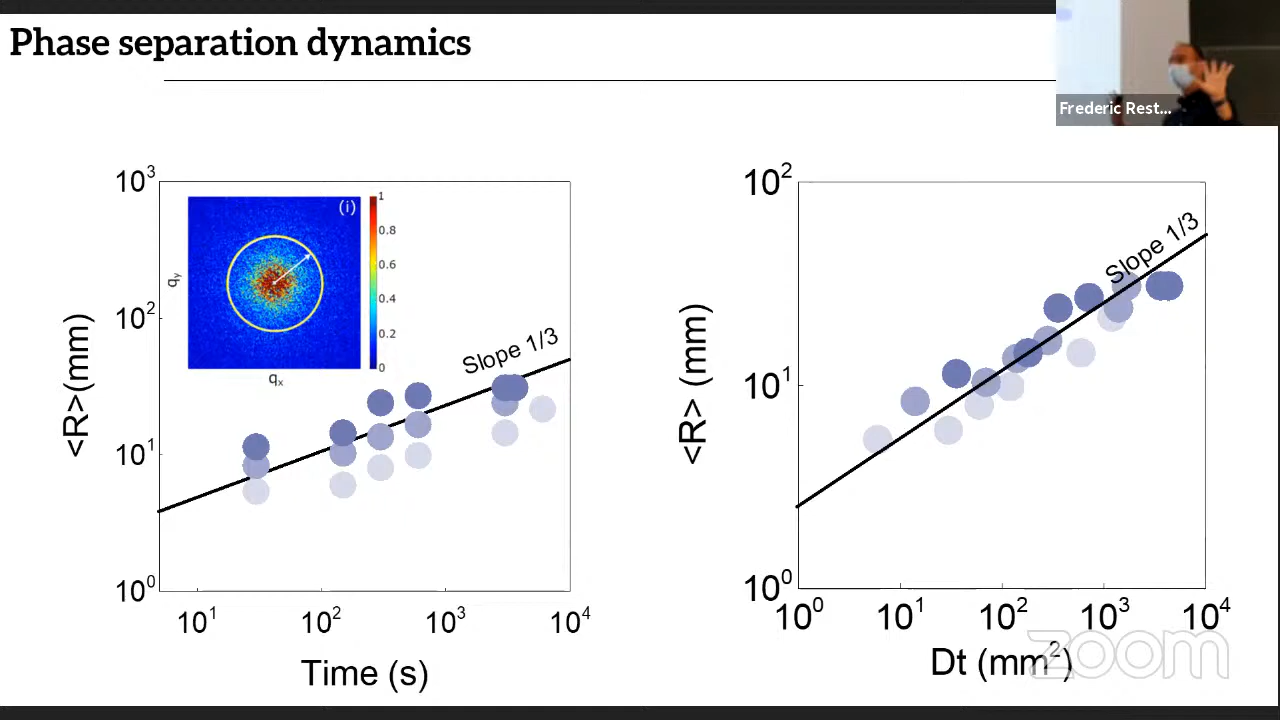 Phase separation dynamics
Frederic Rest...
10³
10²
10¹
10⁰
<R>(mm)
10¹
10²
10³
10⁴
Time (s)
Slope 1/3
(i)
qy
qx
1
0.8
0.6
0.4
0.2
0
10²
10¹
10⁰
<R> (mm)
10⁰
10¹
10²
10³
10⁴
Dt (mm²)
Slope 1/3
zoom